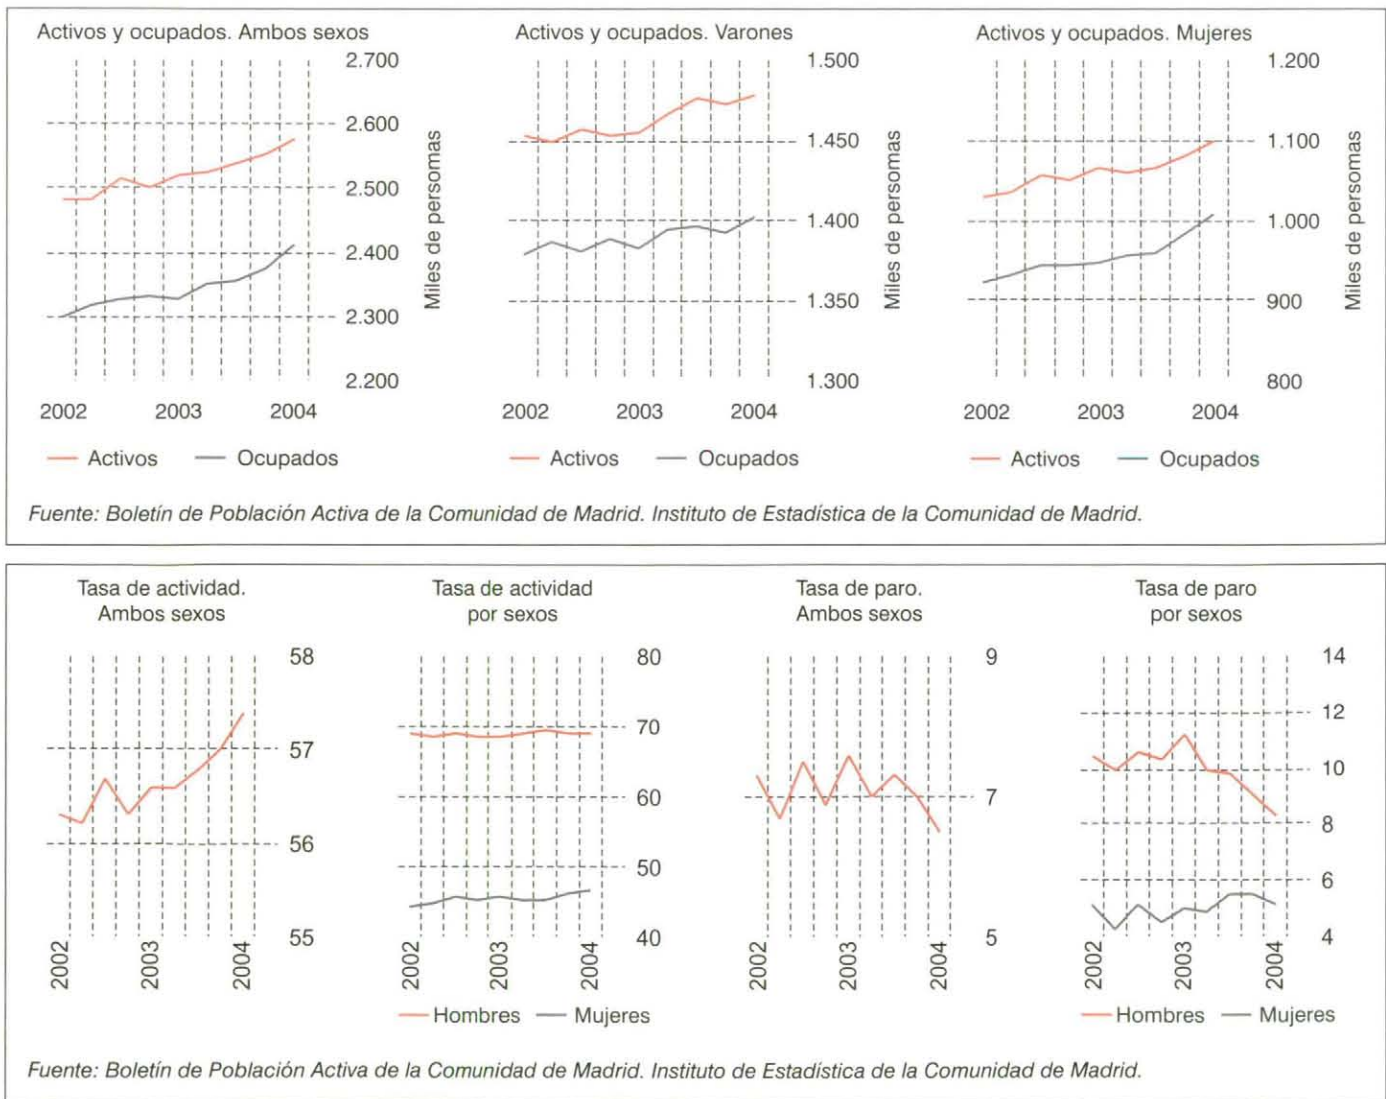 Activos y ocupados. Ambos sexos
2.700
2.600
2.500
2.400
2.300
2.200
Miles de persomas
2002 2003 2004
Activos Ocupados
Activos y ocupados. Varones
1.500
1.450
1.400
1.350
1.300
Miles de persomas
2002 2003 2004
Activos Ocupados
Activos y ocupados. Mujeres
1.200
1.100
1.000
900
800
Miles de persomas
2002 2003 2004
Activos Ocupados
Fuente: Boletín de Población Activa de la Comunidad de Madrid. Instituto de Estadística de la Comunidad de Madrid.
Tasa de actividad.
Ambos sexos
58
57
56
55
2002 2003 2004
Tasa de actividad
por sexos
80
70
60
50
40
2002 2003 2004
Hombres Mujeres
Tasa de paro.
Ambos sexos
9
7
5
2002 2003 2004
Tasa de paro
por sexos
14
12
10
8
6
4
2002 2003 2004
Hombres Mujeres
Fuente: Boletín de Población Activa de la Comunidad de Madrid. Instituto de Estadística de la Comunidad de Madrid.